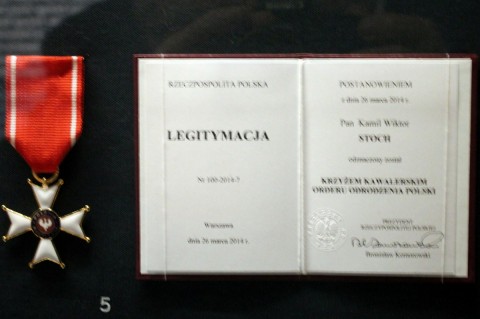 RZECZPOSPOLITA POLSKA
LEGITYMACJA
Nr 100-2014-7
Warszawa
dnia 26 marca 2014 r.
POSTANOWIENIEM
z dnia 26 marca 2014 r.
Pan Kamil Wiktor
STOCH
odznaczony został
KRZYŻEM KAWALERSKIM
ORDERU ODRODZENIA POLSKI
PREZYDENT
RZECZYPOSPOLITEJ POLSKIEJ
Bronisław Komorowski
5